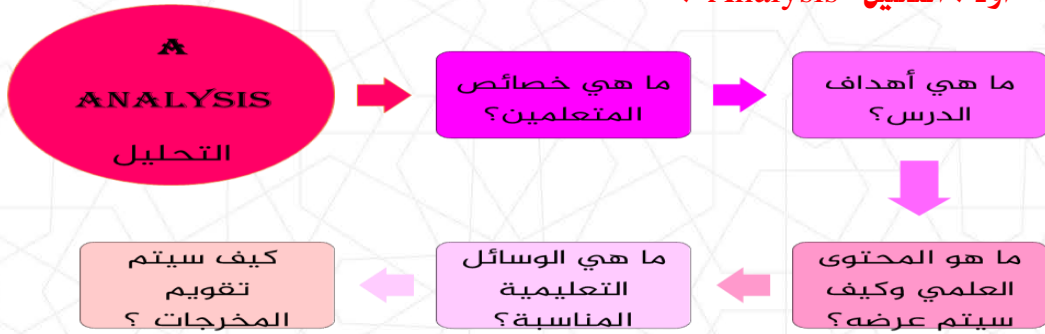 Analysis
A
ANALYSIS
التحليل
ما هي خصائص
المتعلمين؟
ما هي أهداف
الدرس؟
ما هو المحتوى
العلمي وكيف
سيتم عرضه؟
ما هي الوسائل
التعليمية
المناسبة؟
كيف سيتم
تقويم
المخرجات ؟